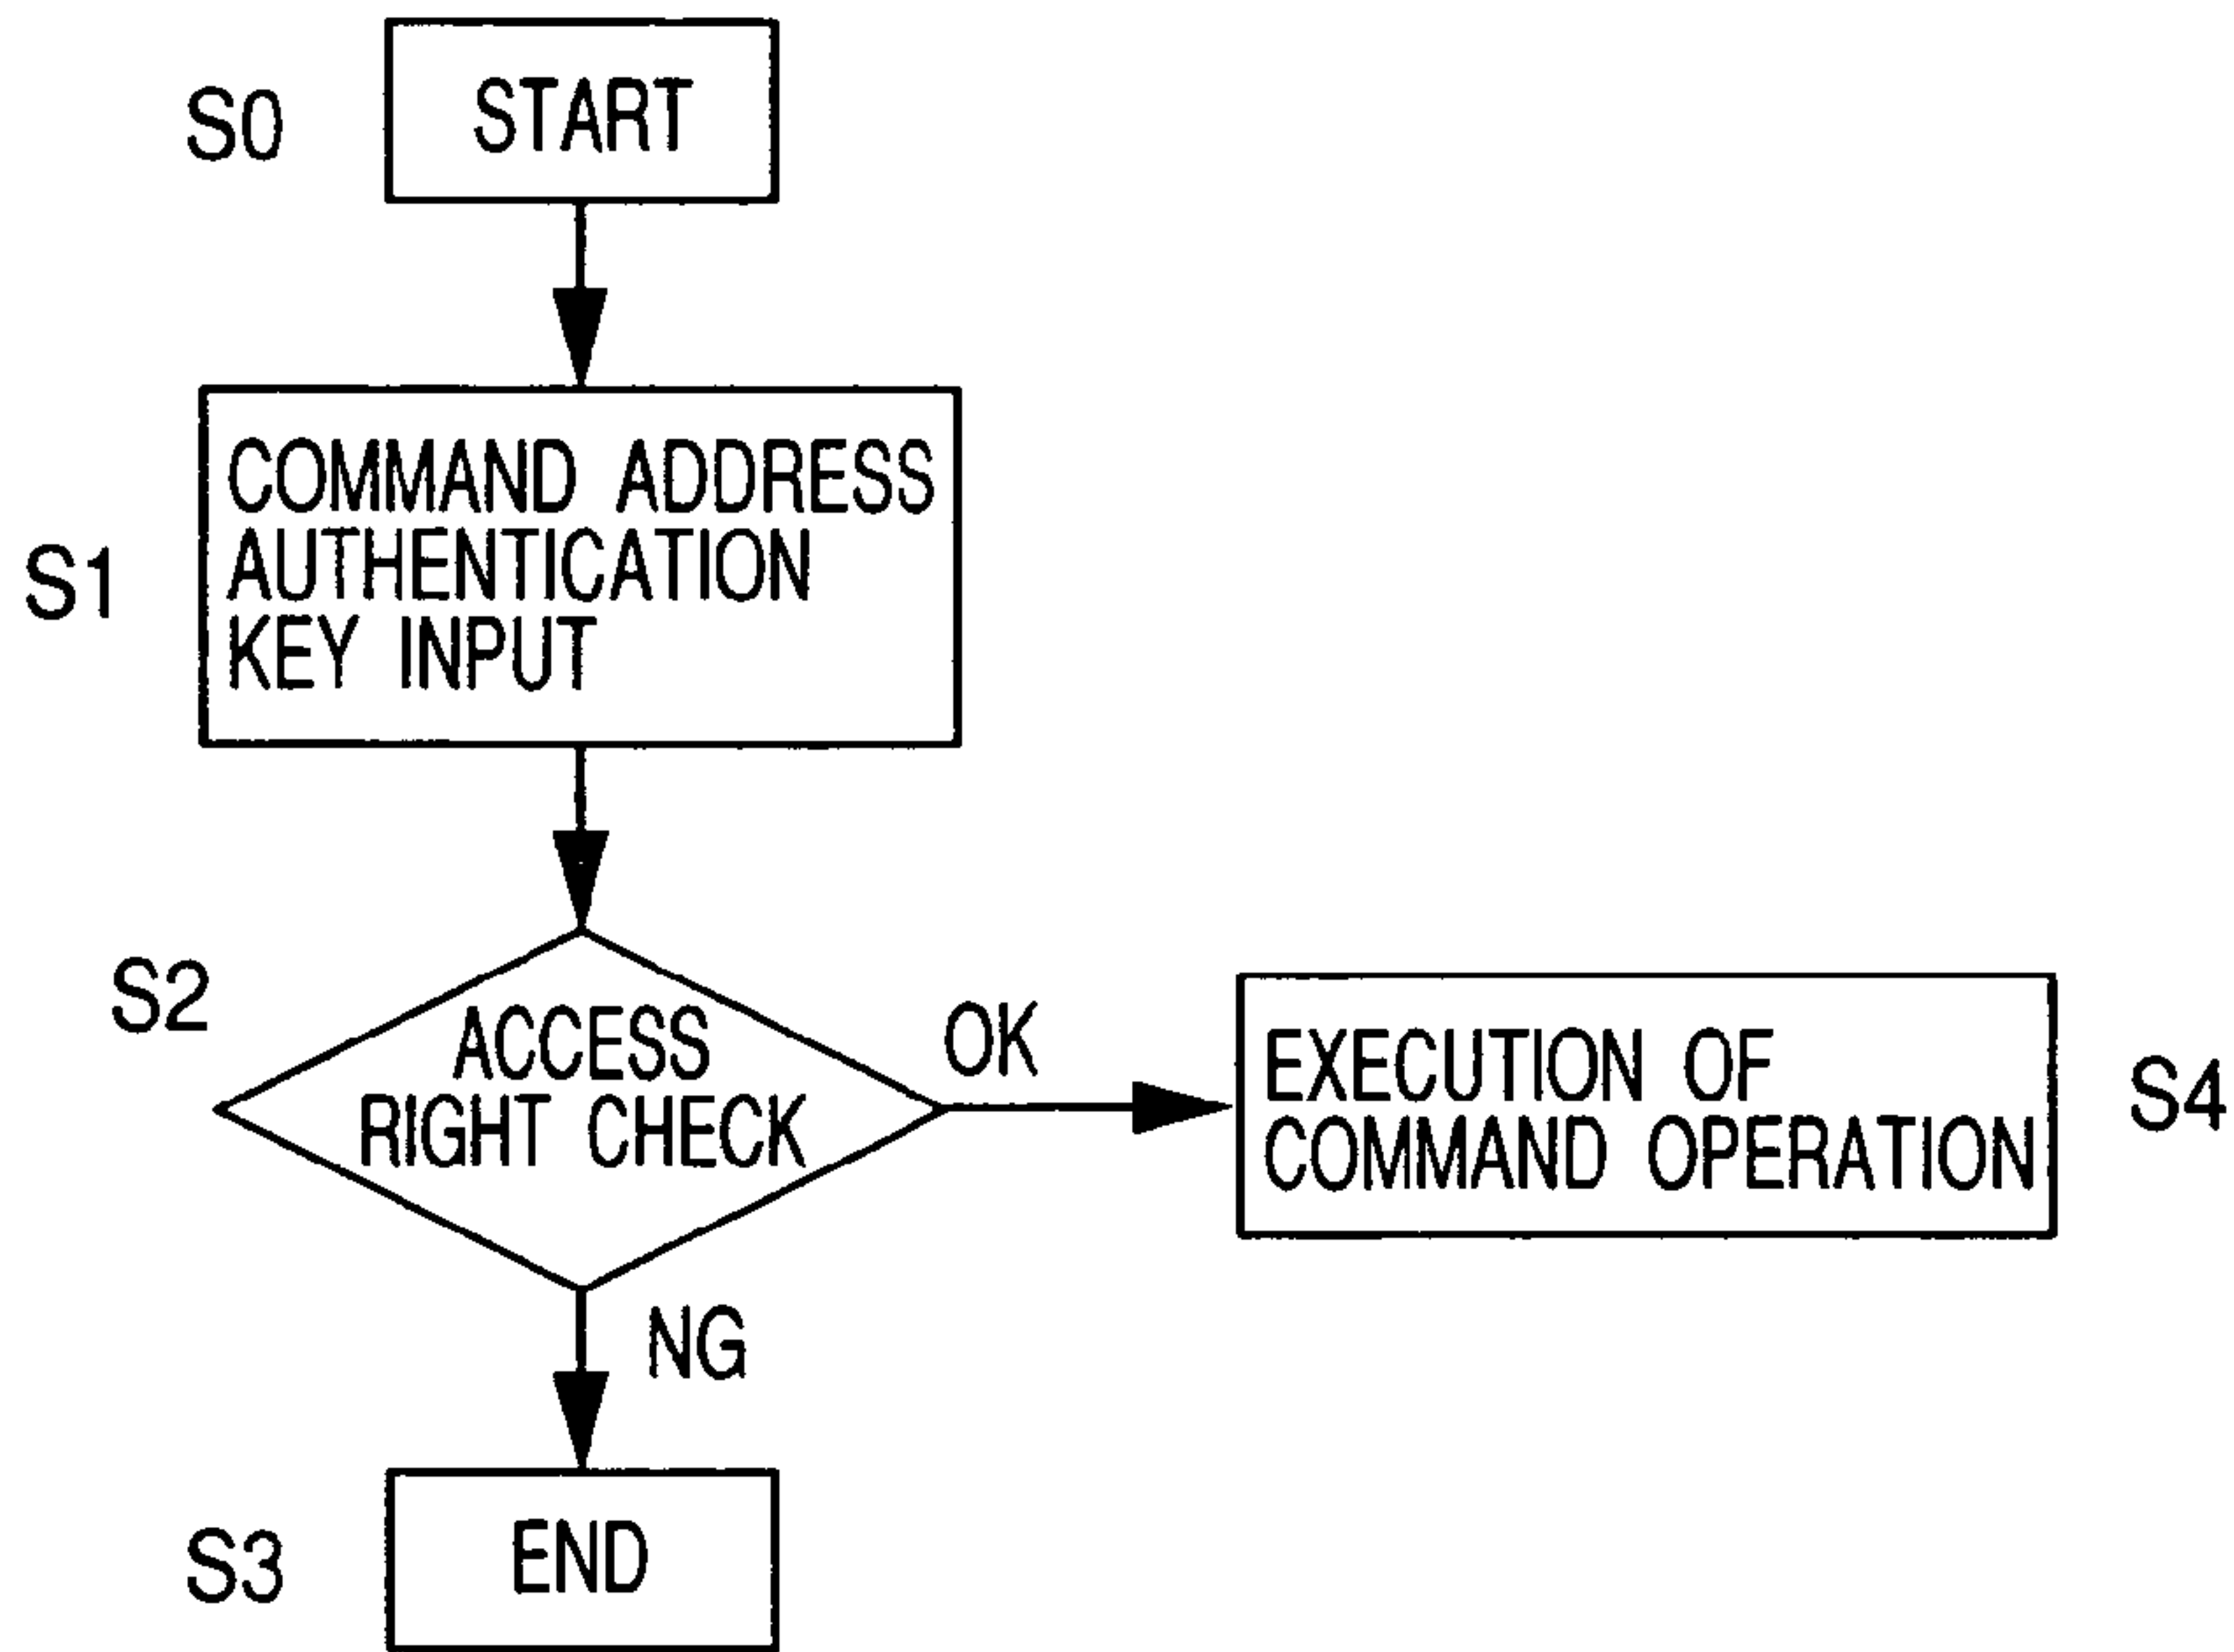 S0
START
S1
COMMAND ADDRESS
AUTHENTICATION
KEY INPUT
S2
ACCESS
RIGHT CHECK
OK
EXECUTION OF
COMMAND OPERATION
S4
NG
S3
END